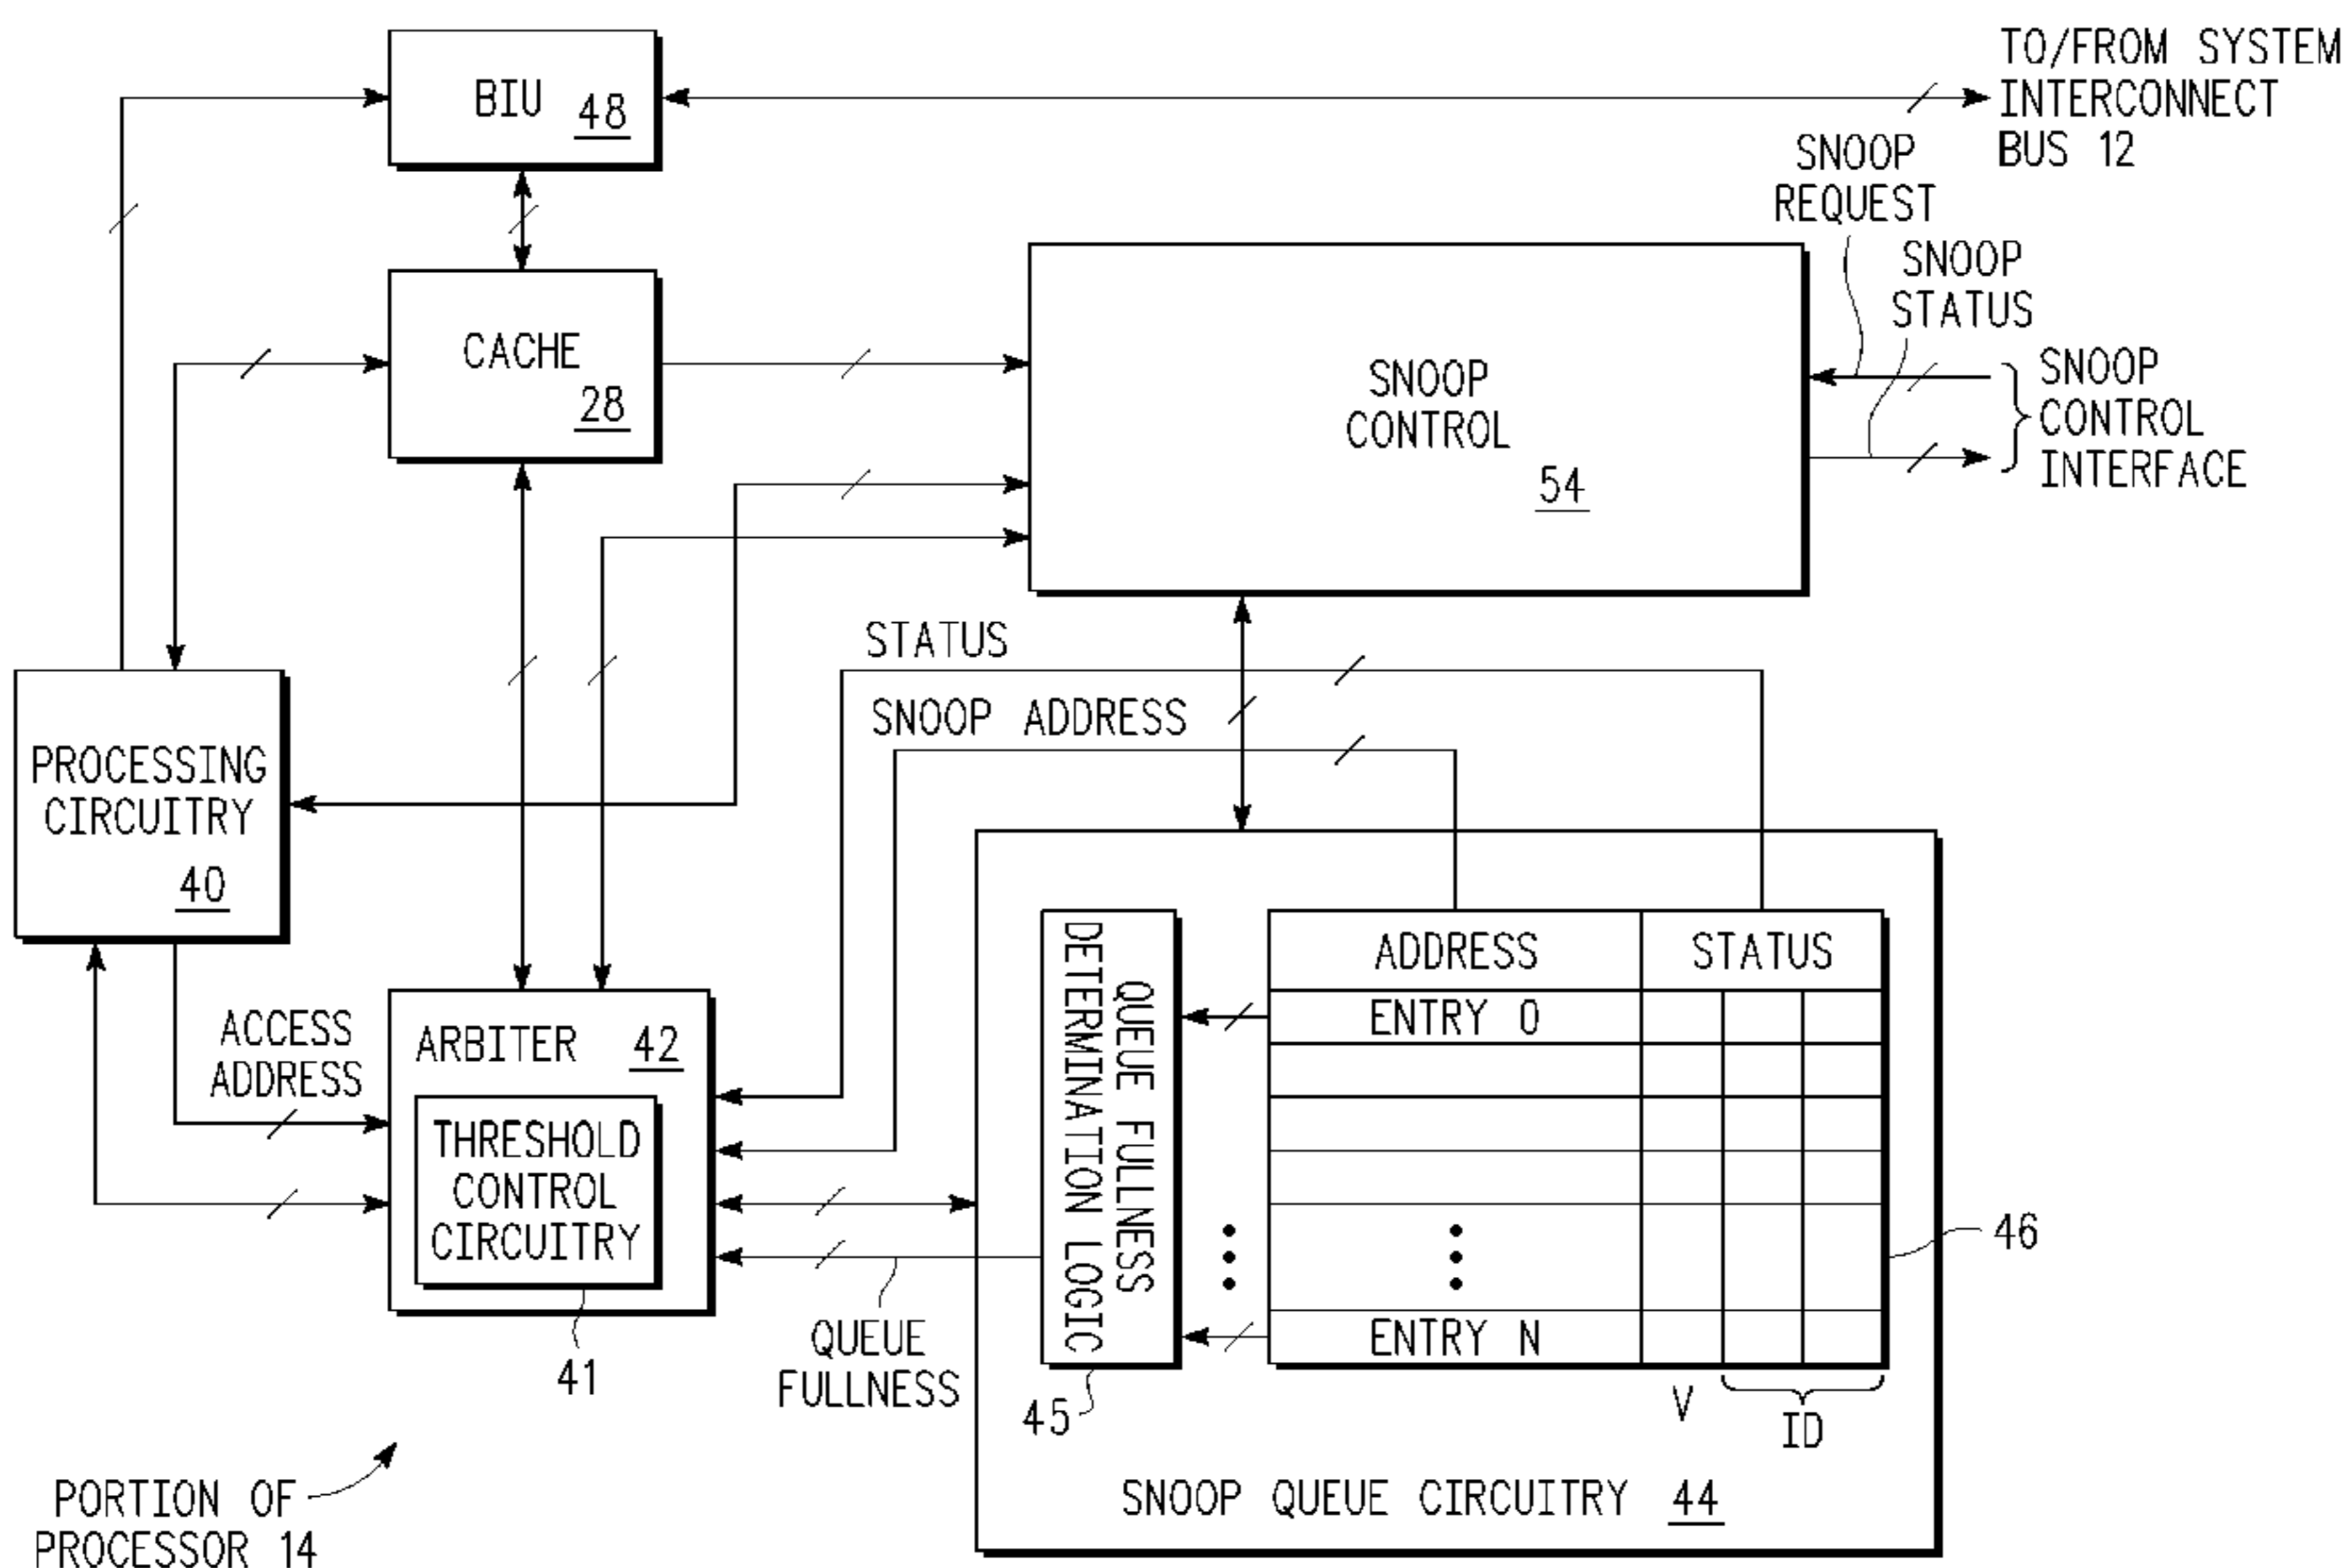 TO/FROM SYSTEM
INTERCONNECT
BUS 12
BIU 48
SNOOP
REQUEST
SNOOP
STATUS
SNOOP
CONTROL
INTERFACE
CACHE
28
SNOOP
CONTROL
54
STATUS
SNOOP ADDRESS
PROCESSING
CIRCUITRY
40
ACCESS
ADDRESS
ARBITER 42
THRESHOLD
CONTROL
CIRCUITRY
41
QUEUE
FULLNESS
QUEUE FULLNESS
DETERMINATION LOGIC
45
ADDRESS STATUS
ENTRY 0
ENTRY N
46
V
ID
SNOOP QUEUE CIRCUITRY 44
PORTION OF
PROCESSOR 14